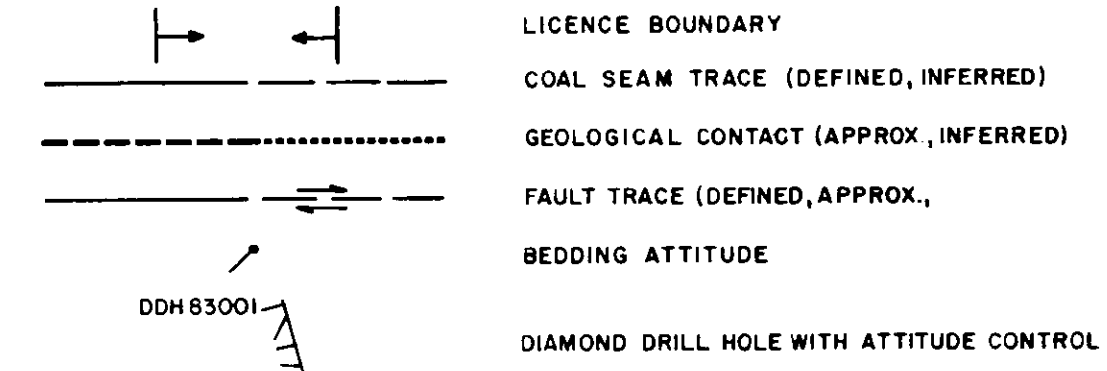 LICENCE BOUNDARY
COAL SEAM TRACE (DEFINED, INFERRED)
GEOLOGICAL CONTACT (APPROX., INFERRED)
FAULT TRACE (DEFINED, APPROX.,
BEDDING ATTITUDE
DDH 83001
DIAMOND DRILL HOLE WITH ATTITUDE CONTROL